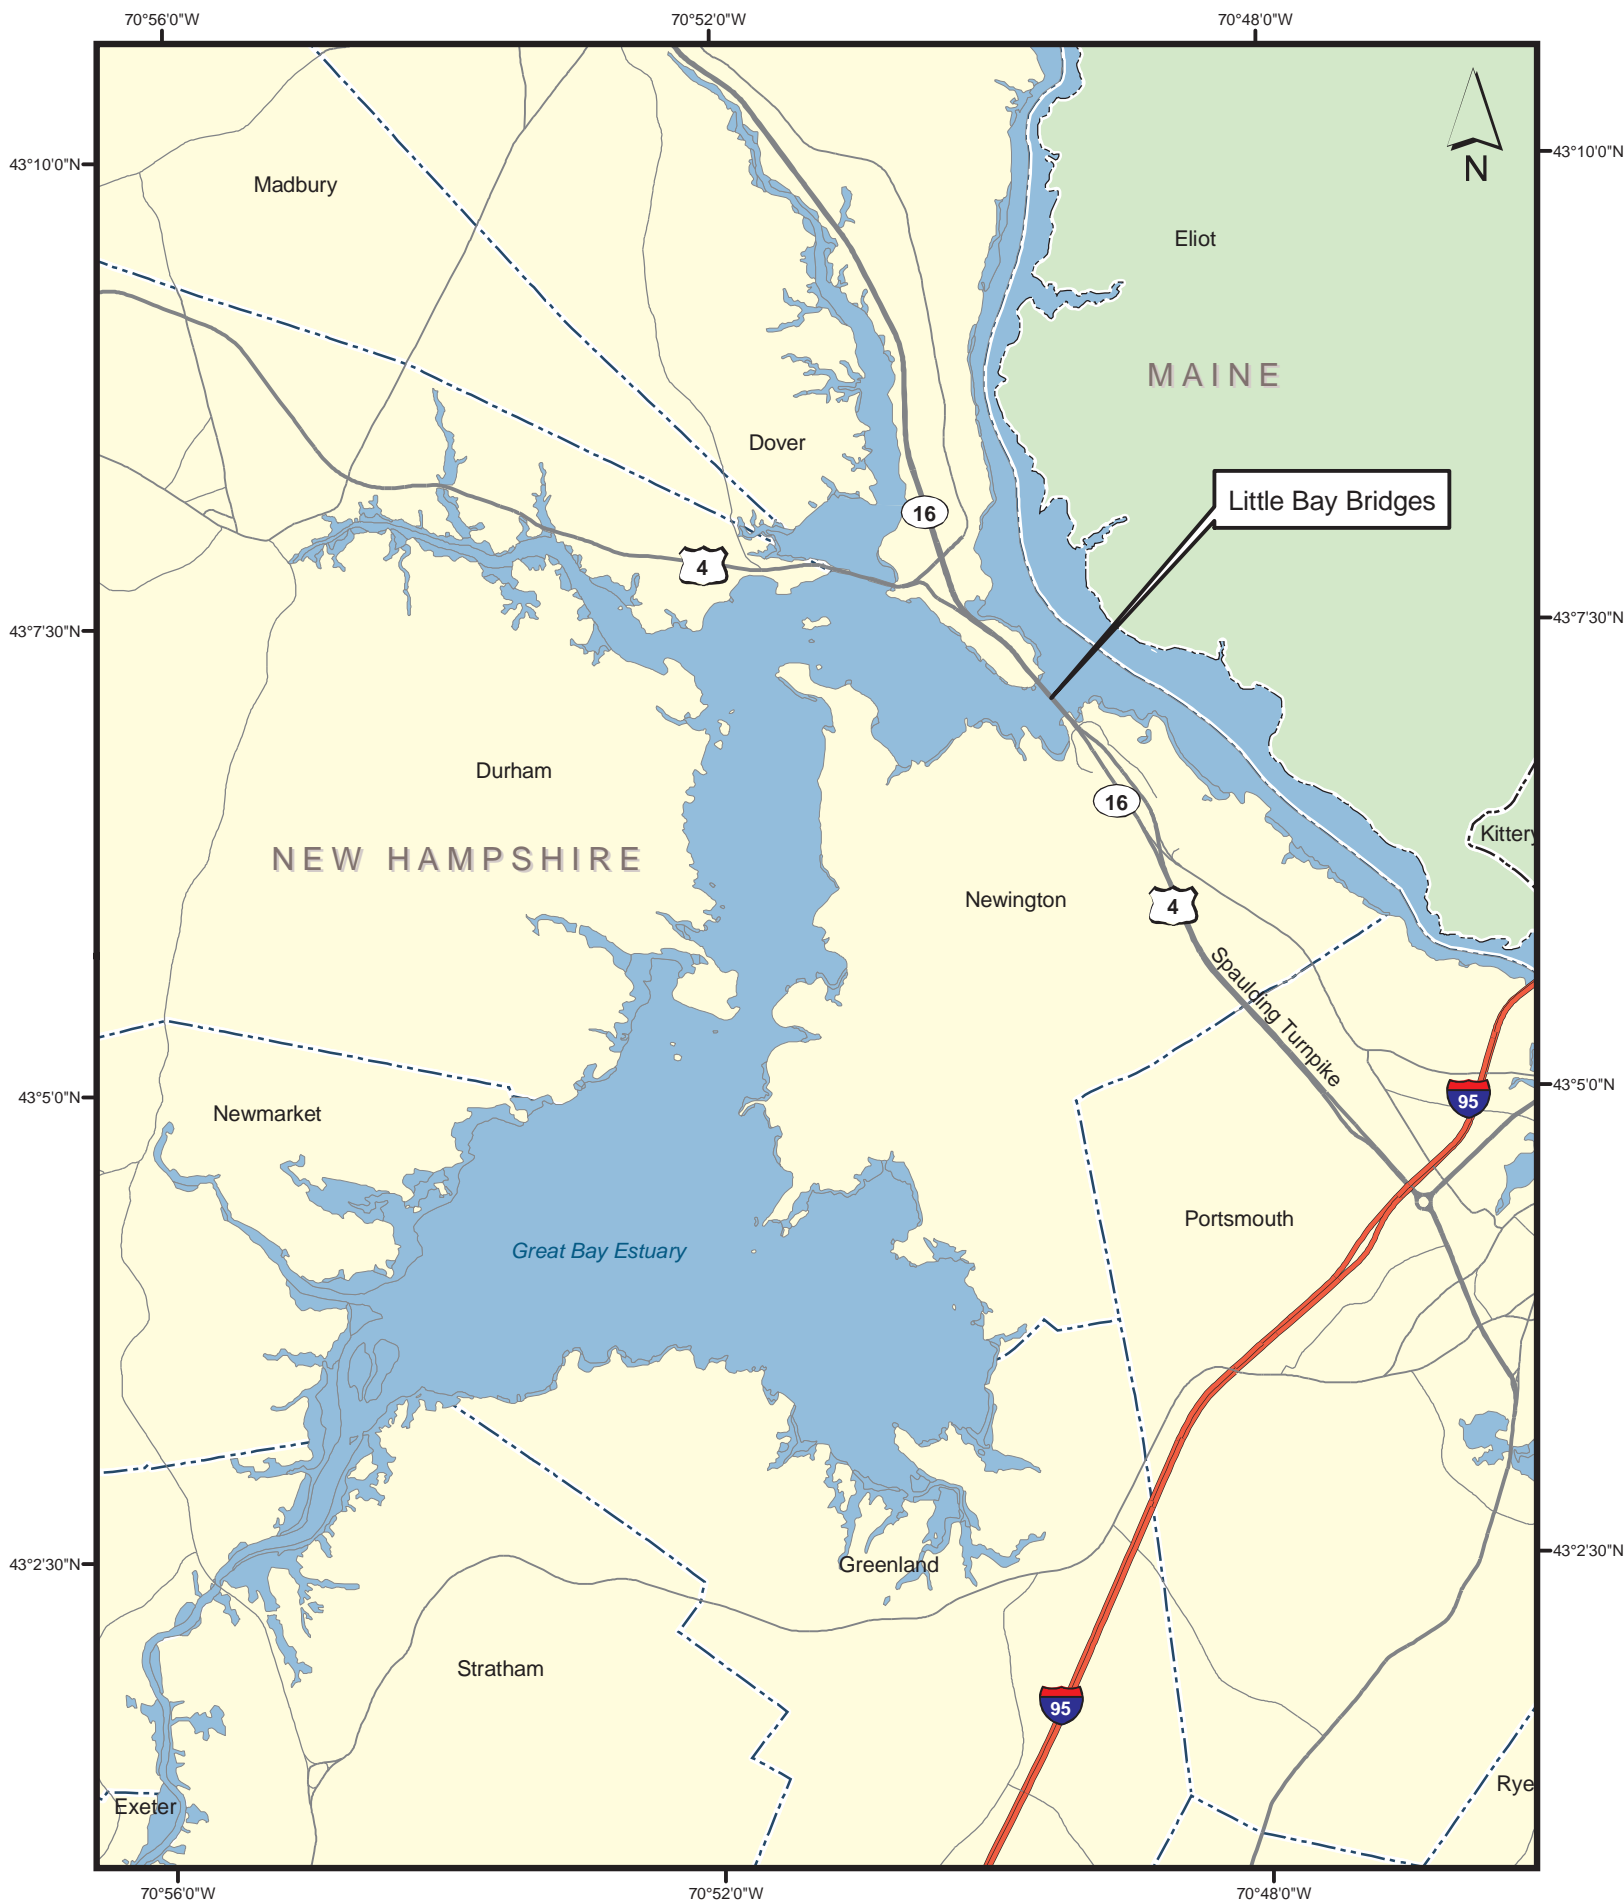 70°56'0"W
70°52'0"W
70°48'0"W
43°10'0"N
43°10'0"N
N
Madbury
Eliot
MAINE
Dover
Little Bay Bridges
16
4
43°7'30"N
43°7'30"N
Durham
16
Kittery
NEW HAMPSHIRE
Newington
4
Spaulding Turnpike
43°5'0"N
43°5'0"N
95
Newmarket
Portsmouth
Great Bay Estuary
43°2'30"N
43°2'30"N
Greenland
Stratham
95
Rye
Exeter
70°56'0"W
70°52'0"W
70°48'0"W